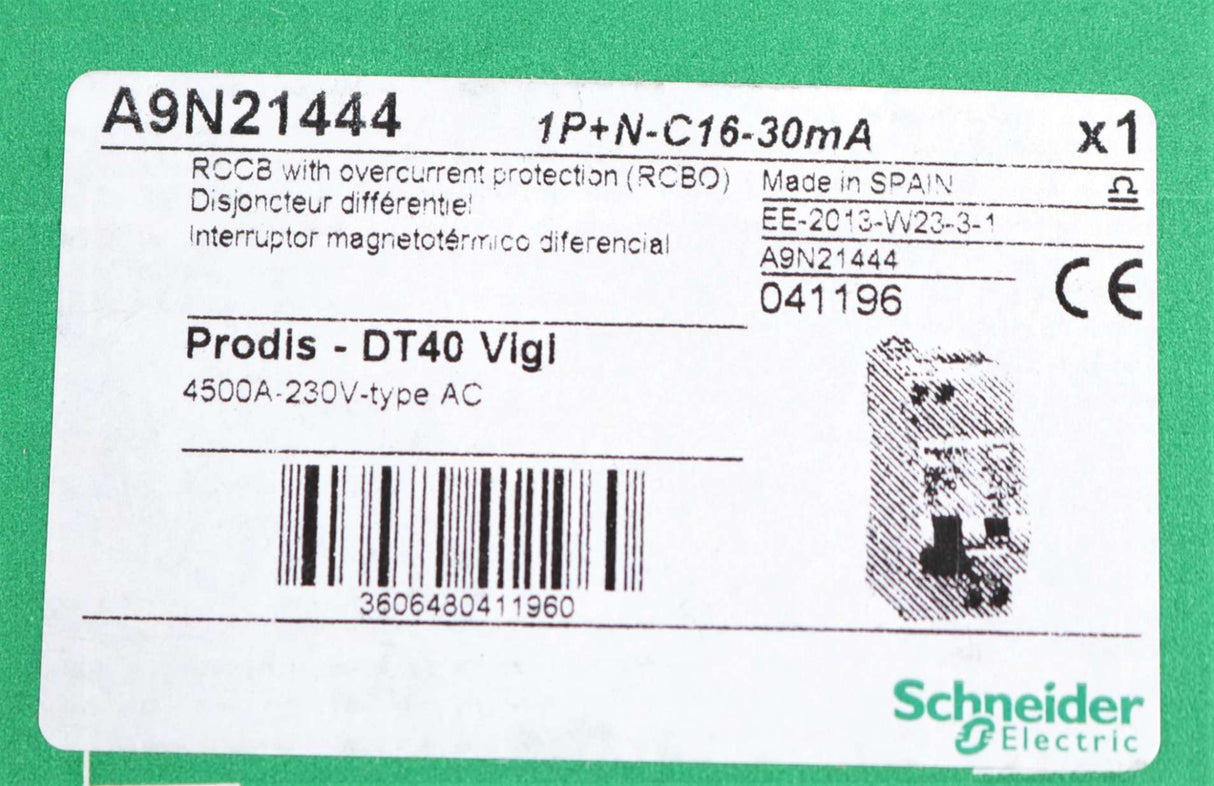 A9N21444 1P+N-C16-30mA x1
RCCB with overcurrent protection (RCBO)
Disjoncteur différentiel
Interruptor magnetotérmico diferencial
Made in SPAIN
EE-2013-W23-3-1
A9N21444
041196
CE
Prodis - DT40 Vigi
4500A-230V-type AC
3606480411960
Schneider
Electric